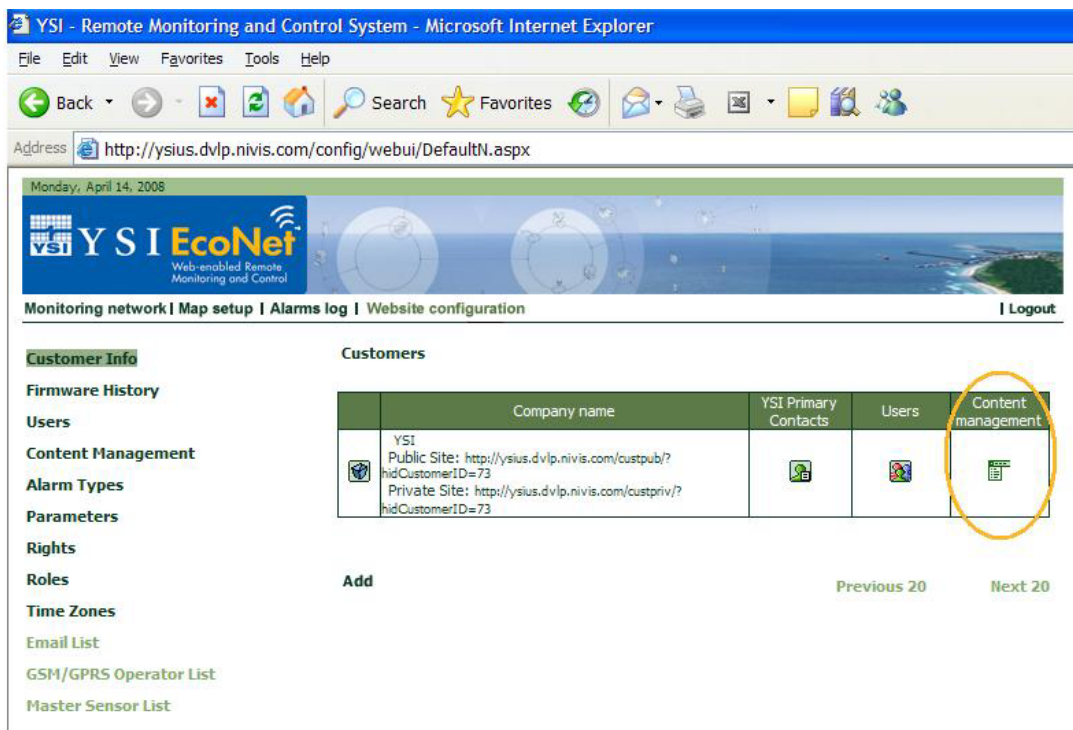 YSI - Remote Monitoring and Control System - Microsoft Internet Explorer
File Edit View Favorites Tools Help
Back Search Favorites
Address http://ysius.dvlp.nivis.com/config/webui/DefaultN.aspx
Monday, April 14, 2008
YSI YSI EcoNet
Web-enabled Remote
Monitoring and Control
Monitoring network | Map setup | Alarms log | Website configuration | Logout
Customer Info
Firmware History
Users
Content Management
Alarm Types
Parameters
Rights
Roles
Time Zones
Email List
GSM/GPRS Operator List
Master Sensor List
Customers
Company name YSI Primary Contacts Users Content management
YSI
Public Site: http://ysius.dvlp.nivis.com/custpub/?
hidCustomerID=73
Private Site: http://ysius.dvlp.nivis.com/custpriv/?
hidCustomerID=73
Add Previous 20 Next 20